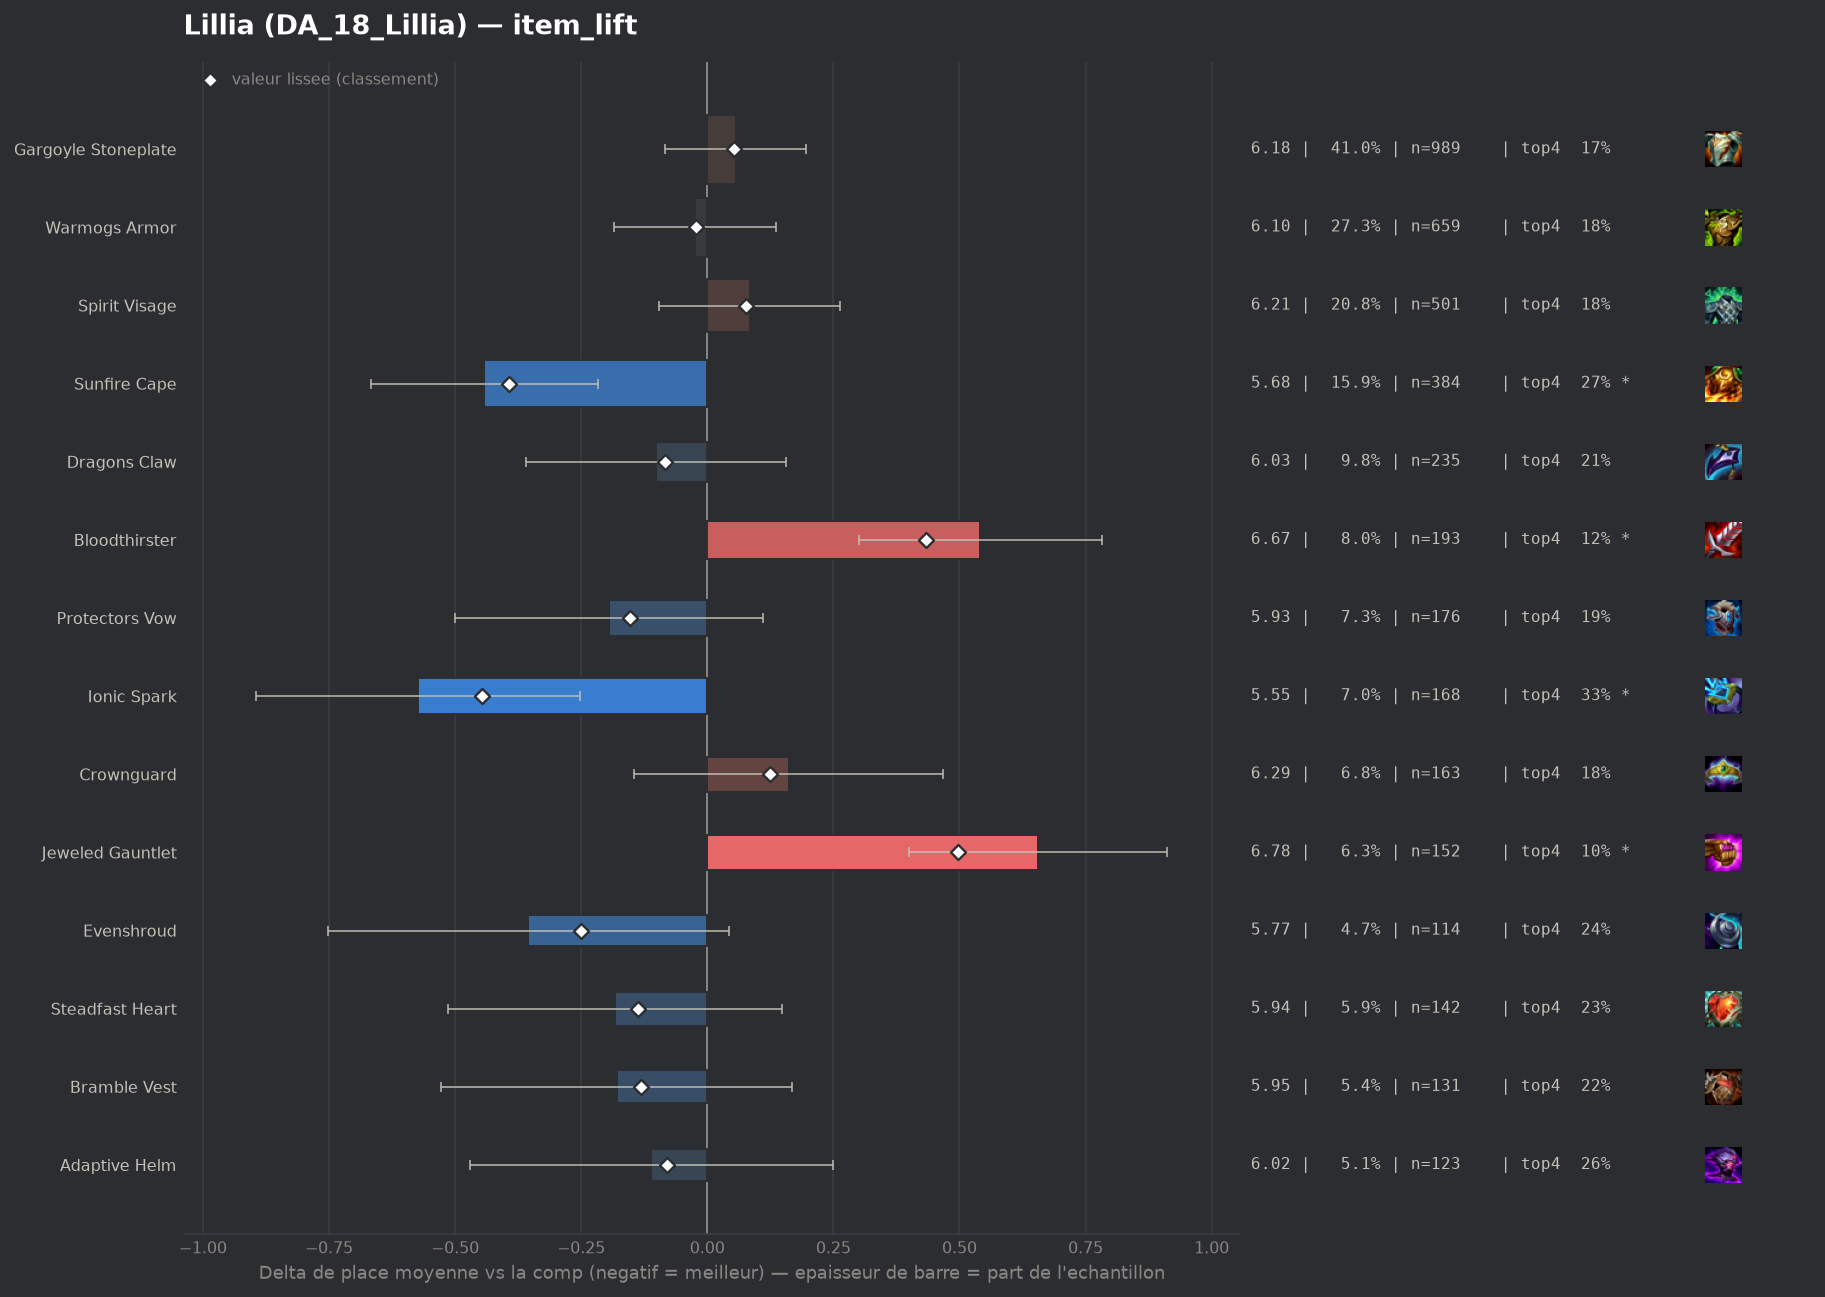 Lillia (DA_18_Lillia) — item_lift
valeur lissee (classement)
Gargoyle Stoneplate 6.18 | 41.0% | n=989 | top4 17%
Warmogs Armor 6.10 | 27.3% | n=659 | top4 18%
Spirit Visage 6.21 | 20.8% | n=501 | top4 18%
Sunfire Cape 5.68 | 15.9% | n=384 | top4 27% *
Dragons Claw 6.03 | 9.8% | n=235 | top4 21%
Bloodthirster 6.67 | 8.0% | n=193 | top4 12% *
Protectors Vow 5.93 | 7.3% | n=176 | top4 19%
Ionic Spark 5.55 | 7.0% | n=168 | top4 33% *
Crownguard 6.29 | 6.8% | n=163 | top4 18%
Jeweled Gauntlet 6.78 | 6.3% | n=152 | top4 10% *
Evenshroud 5.77 | 4.7% | n=114 | top4 24%
Steadfast Heart 5.94 | 5.9% | n=142 | top4 23%
Bramble Vest 5.95 | 5.4% | n=131 | top4 22%
Adaptive Helm 6.02 | 5.1% | n=123 | top4 26%
−1.00 −0.75 −0.50 −0.25 0.00 0.25 0.50 0.75 1.00
Delta de place moyenne vs la comp (negatif = meilleur) — epaisseur de barre = part de l'echantillon